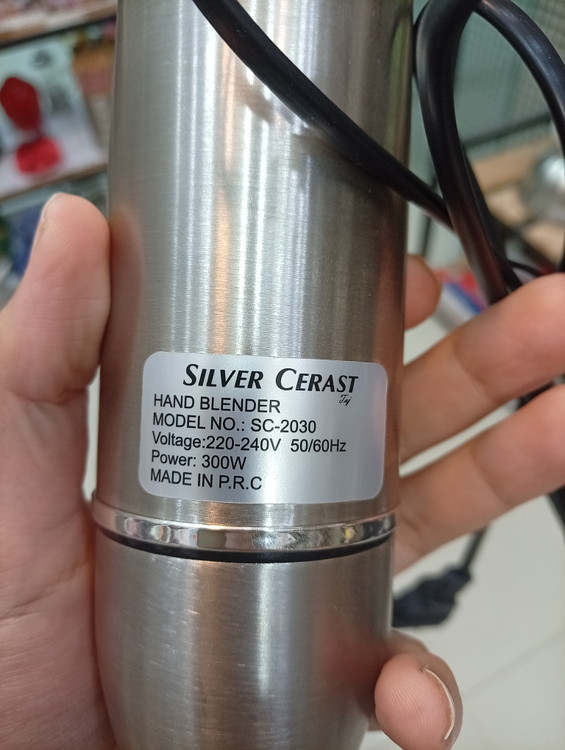 SILVER CERAST
HAND BLENDER
MODEL NO.: SC-2030
Voltage:220-240V 50/60Hz
Power: 300W
MADE IN P.R.C